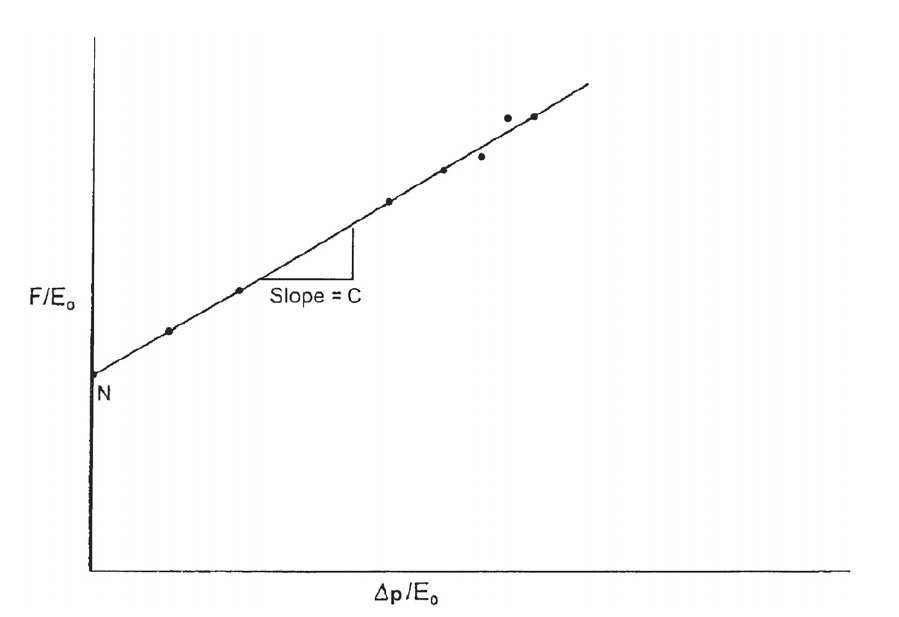 F/E₀
Slope = C
N
Δp/E₀